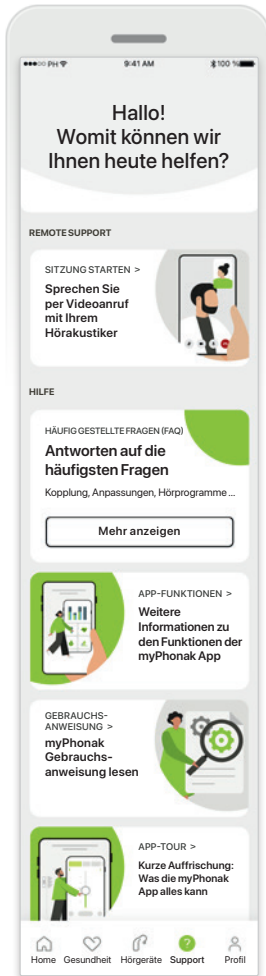 PH
9:41 AM
100 %
Hallo!
Womit können wir
Ihnen heute helfen?
REMOTE SUPPORT
SITZUNG STARTEN >
Sprechen Sie
per Videoanruf
mit Ihrem
Hörakustiker
HILFE
HÄUFIG GESTELLTE FRAGEN (FAQ)
Antworten auf die
häufigsten Fragen
Kopplung, Anpassungen, Hörprogramme ...
Mehr anzeigen
APP-FUNKTIONEN >
Weitere
Informationen zu
den Funktionen der
myPhonak App
GEBRAUCHS-
ANWEISUNG >
myPhonak
Gebrauchs-
anweisung lesen
APP-TOUR >
Kurze Auffrischung:
Was die myPhonak
App alles kann
Home Gesundheit Hörgeräte Support Profil